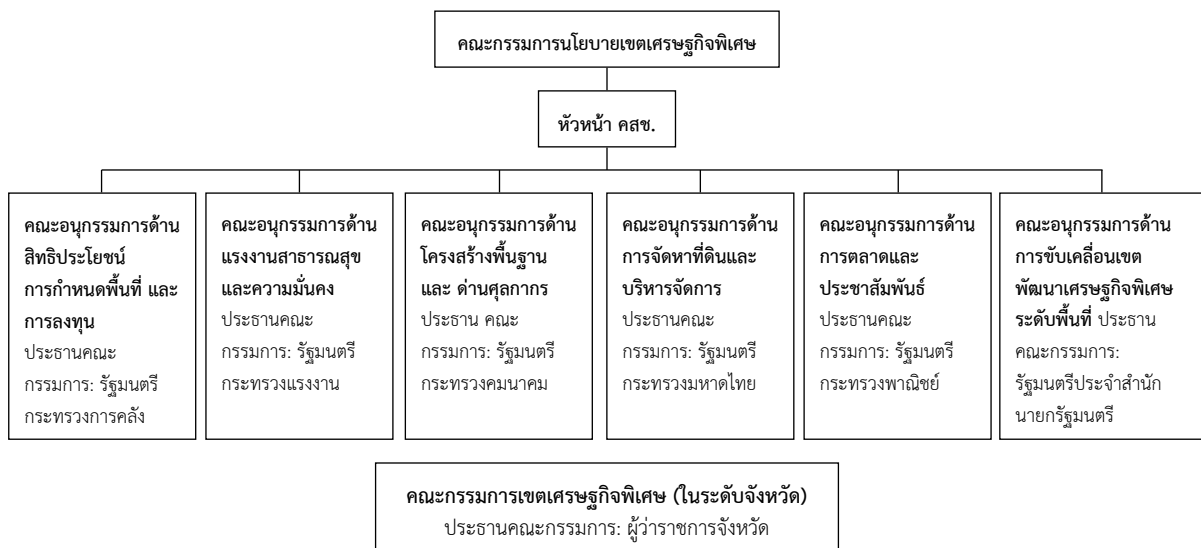 คณะกรรมการนโยบายเขตเศรษฐกิจพิเศษ
หัวหน้า คสช.
คณะอนุกรรมการด้าน
สิทธิประโยชน์
การกำหนดพื้นที่ และ
การลงทุน
ประธานคณะ
กรรมการ: รัฐมนตรี
กระทรวงการคลัง
คณะอนุกรรมการด้าน
แรงงานสาธารณสุข
และความมั่นคง
ประธานคณะ
กรรมการ: รัฐมนตรี
กระทรวงแรงงาน
คณะอนุกรรมการด้าน
โครงสร้างพื้นฐาน
และ ด่านศุลกากร
ประธาน คณะ
กรรมการ: รัฐมนตรี
กระทรวงคมนาคม
คณะอนุกรรมการด้าน
การจัดหาที่ดินและ
บริหารจัดการ
ประธานคณะ
กรรมการ: รัฐมนตรี
กระทรวงมหาดไทย
คณะอนุกรรมการด้าน
การตลาดและ
ประชาสัมพันธ์
ประธานคณะ
กรรมการ: รัฐมนตรี
กระทรวงพาณิชย์
คณะอนุกรรมการด้าน
การขับเคลื่อนเขต
พัฒนาเศรษฐกิจพิเศษ
ระดับพื้นที่ ประธาน
คณะกรรมการ:
รัฐมนตรีประจำสำนัก
นายกรัฐมนตรี
คณะกรรมการเขตเศรษฐกิจพิเศษ (ในระดับจังหวัด)
ประธานคณะกรรมการ: ผู้ว่าราชการจังหวัด